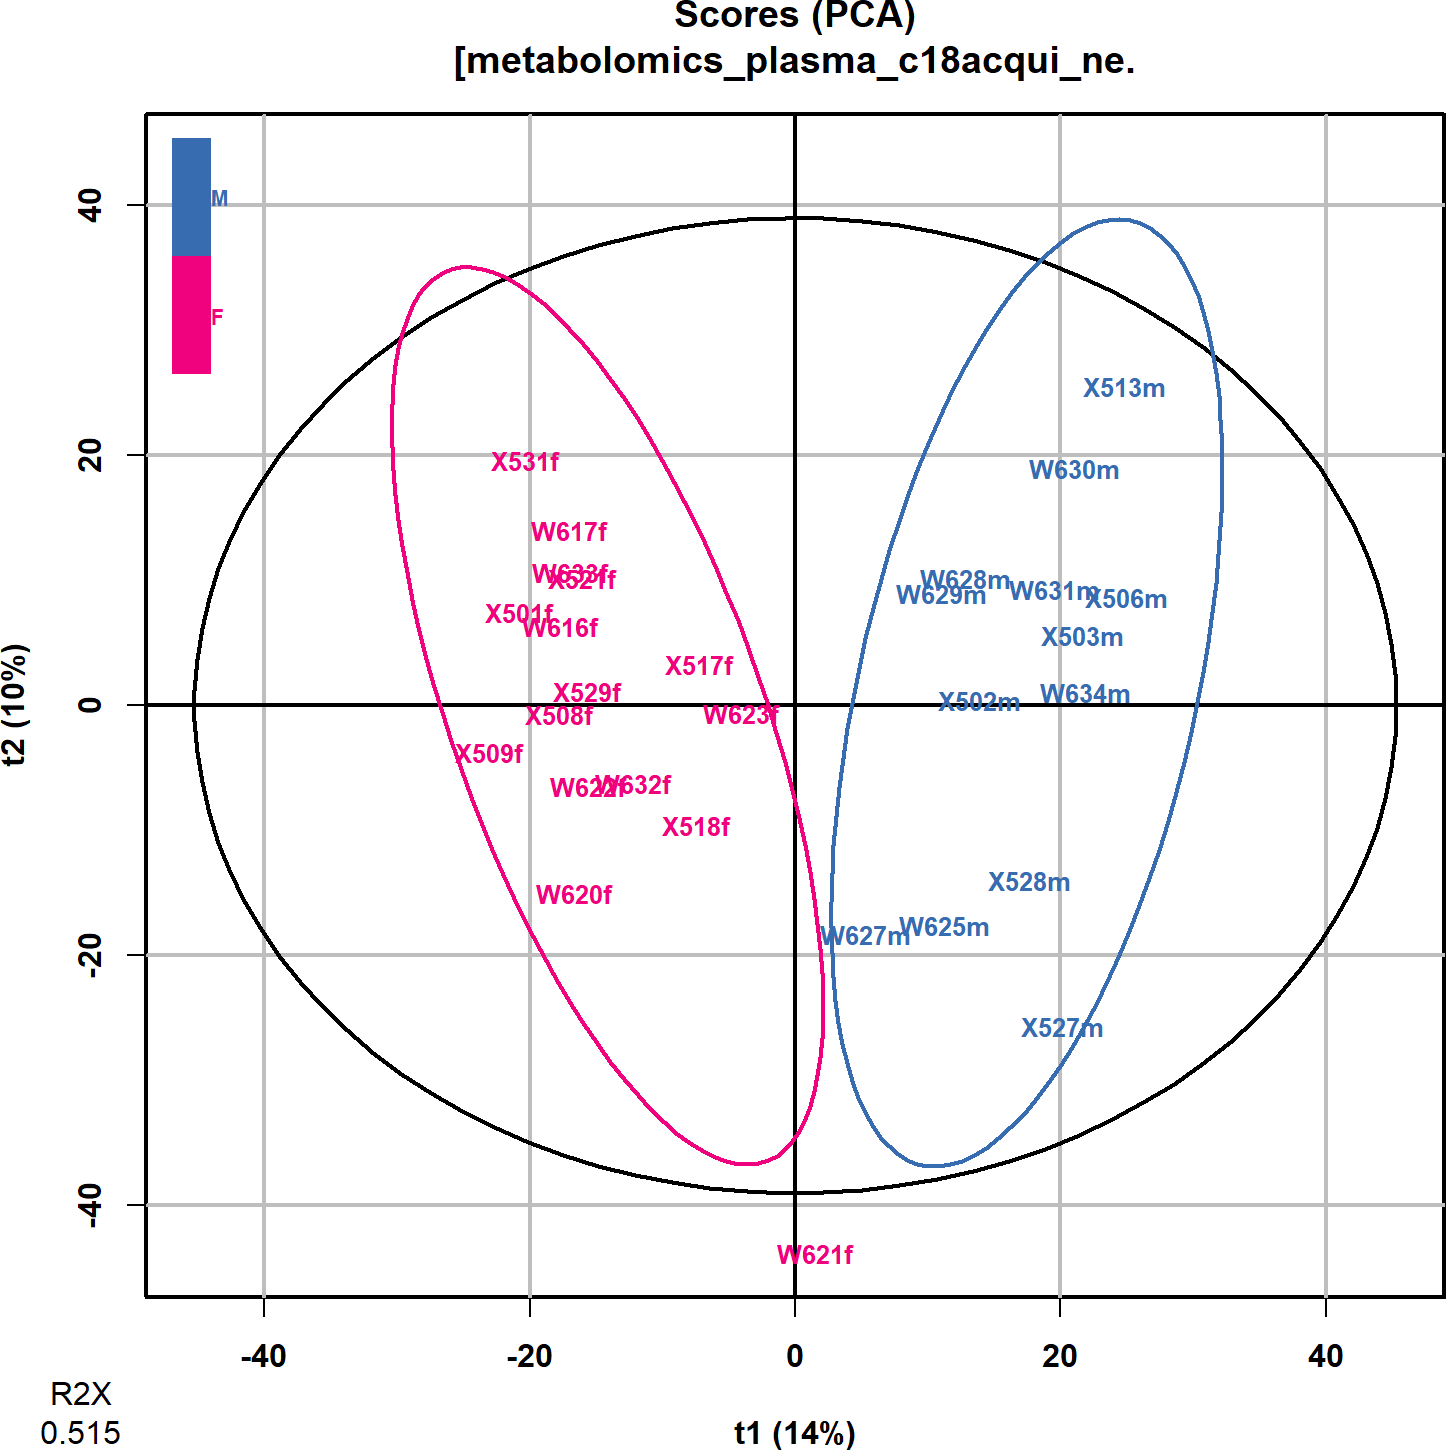 Scores (PCA)
[metabolomics_plasma_c18acqui_ne.
M
F
40
20
0
-20
-40
t2 (10%)
X513m
X531f
W630m
W617f
W633f
X521f
W628m
W629m
W631m
X506m
X501f
W616f
X503m
X517f
X529f
W634m
X502m
X508f
W623f
X509f
W622f
W632f
X518f
X528m
W620f
W625m
W627m
X527m
W621f
-40
-20
0
20
40
R2X
0.515
t1 (14%)